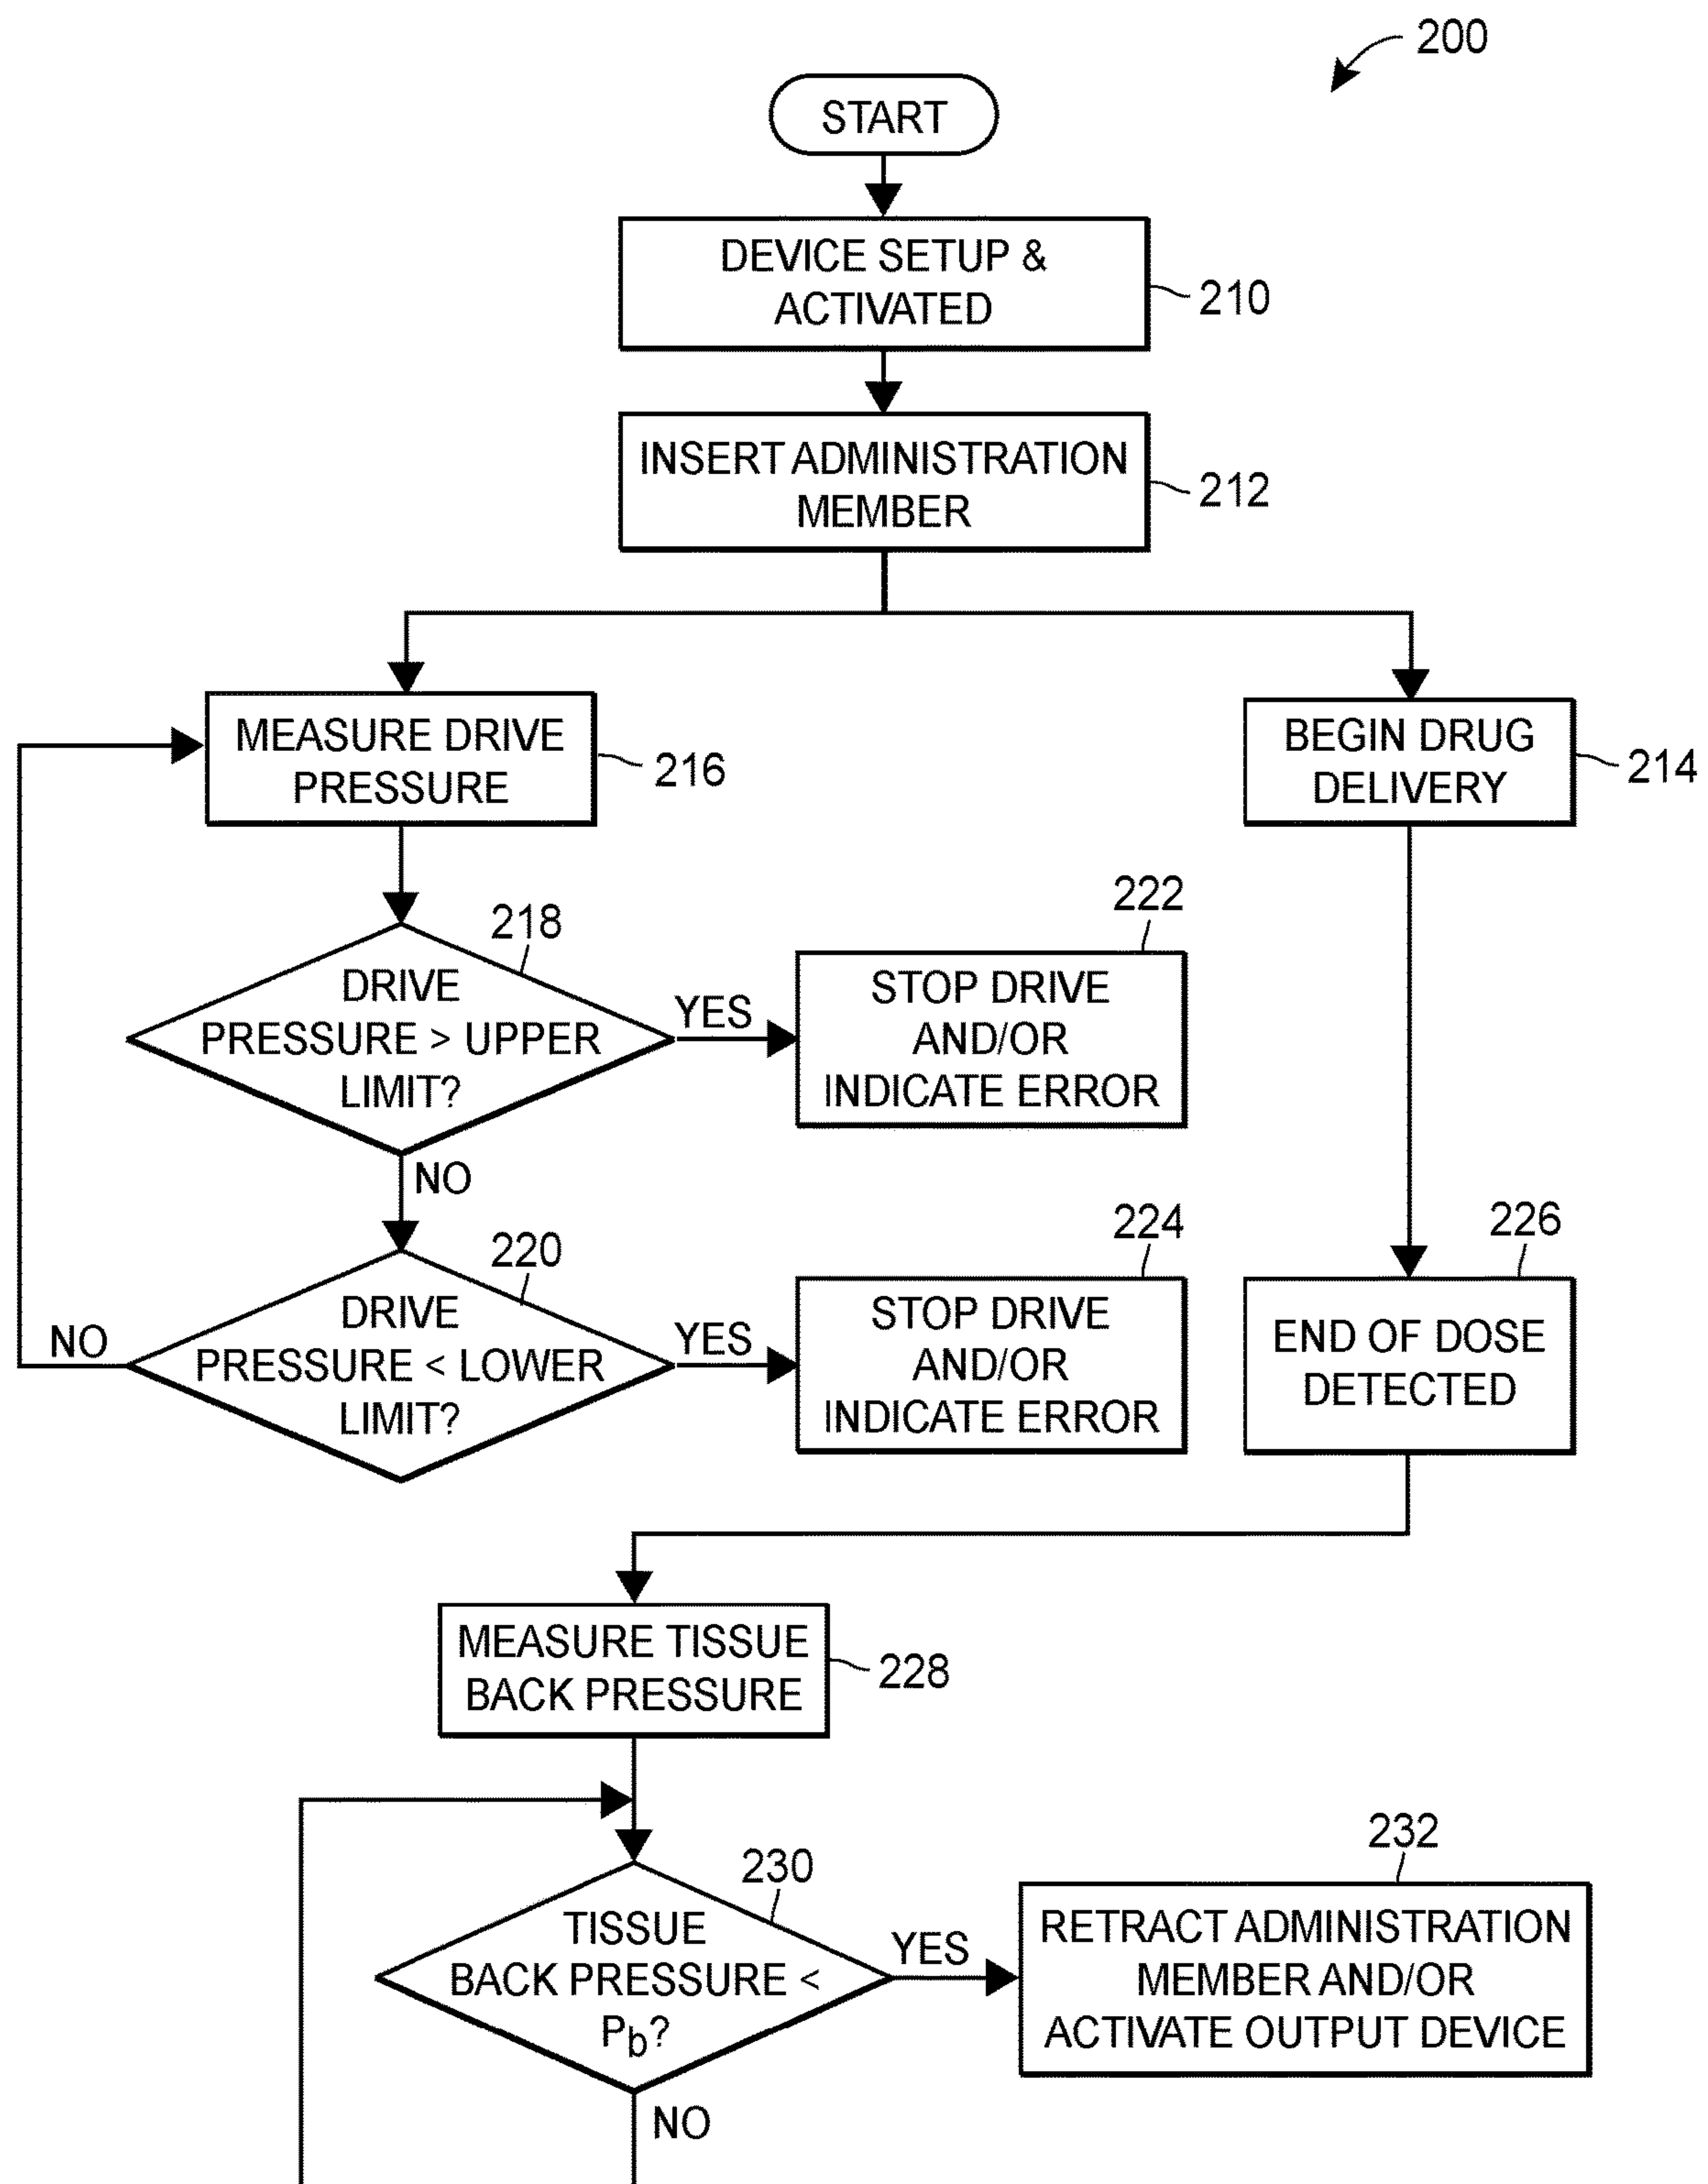 200
START
DEVICE SETUP &
ACTIVATED
210
INSERT ADMINISTRATION
MEMBER
212
MEASURE DRIVE
PRESSURE
216
BEGIN DRUG
DELIVERY
214
218
DRIVE
PRESSURE > UPPER
LIMIT?
YES
222
STOP DRIVE
AND/OR
INDICATE ERROR
NO
220
DRIVE
PRESSURE < LOWER
LIMIT?
NO
YES
224
STOP DRIVE
AND/OR
INDICATE ERROR
226
END OF DOSE
DETECTED
MEASURE TISSUE
BACK PRESSURE
228
230
TISSUE
BACK PRESSURE <
Pb?
YES
232
RETRACT ADMINISTRATION
MEMBER AND/OR
ACTIVATE OUTPUT DEVICE
NO